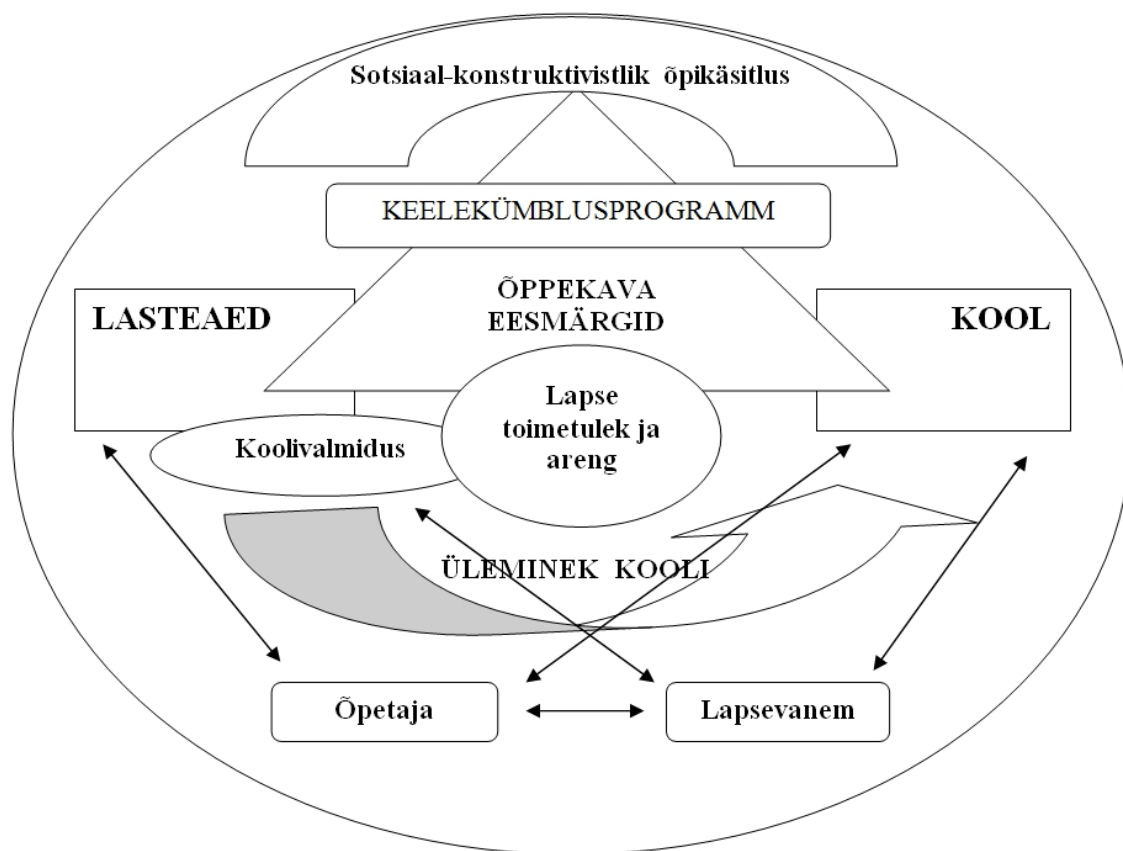 Sotsiaal-konstruktivistlik õpikäsitlus
KEELEKÜMBLUSPROGRAMM
ÕPPEKAVA
EESMÄRGID
LASTEAED
KOOL
Lapse
toimetulek ja
areng
Koolivalmidus
ÜLEMINEK KOOLI
Õpetaja
Lapsevanem